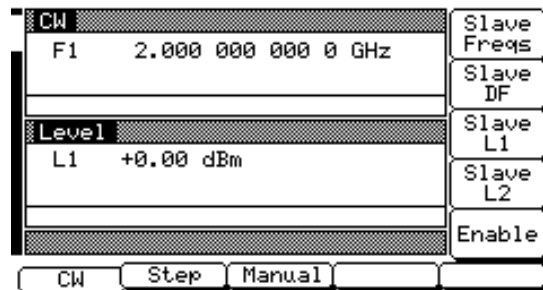 CW
F1 2.000 000 000 0 GHz
Level
L1 +0.00 dBm
Slave
Freqs
Slave
DF
Slave
L1
Slave
L2
Enable
CW Step Manual